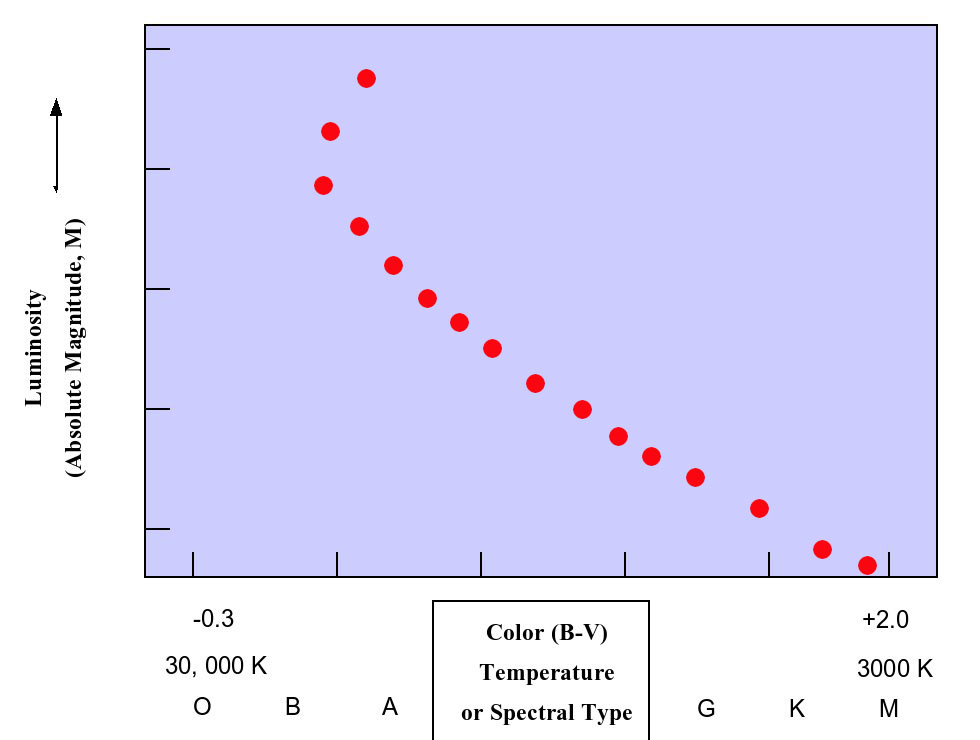 Luminosity
(Absolute Magnitude, M)
-0.3
+2.0
30, 000 K
3000 K
O B A G K M
Color (B-V)
Temperature
or Spectral Type